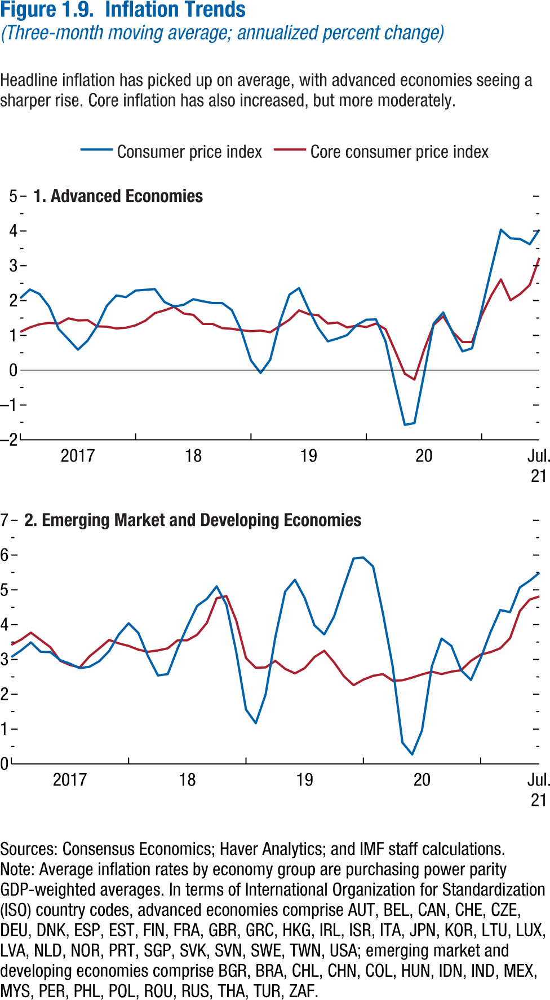 Figure 1.9. Inflation Trends
(Three-month moving average; annualized percent change)
Headline inflation has picked up on average, with advanced economies seeing a
sharper rise. Core inflation has also increased, but more moderately.
Consumer price index Core consumer price index
1. Advanced Economies
5
4
3
2
1
0
–1
–2
2017 18 19 20 Jul.
21
2. Emerging Market and Developing Economies
7
6
5
4
3
2
1
0
2017 18 19 20 Jul.
21
Sources: Consensus Economics; Haver Analytics; and IMF staff calculations.
Note: Average inflation rates by economy group are purchasing power parity
GDP-weighted averages. In terms of International Organization for Standardization
(ISO) country codes, advanced economies comprise AUT, BEL, CAN, CHE, CZE,
DEU, DNK, ESP, EST, FIN, FRA, GBR, GRC, HKG, IRL, ISR, ITA, JPN, KOR, LTU, LUX,
LVA, NLD, NOR, PRT, SGP, SVK, SVN, SWE, TWN, USA; emerging market and
developing economies comprise BGR, BRA, CHL, CHN, COL, HUN, IDN, IND, MEX,
MYS, PER, PHL, POL, ROU, RUS, THA, TUR, ZAF.